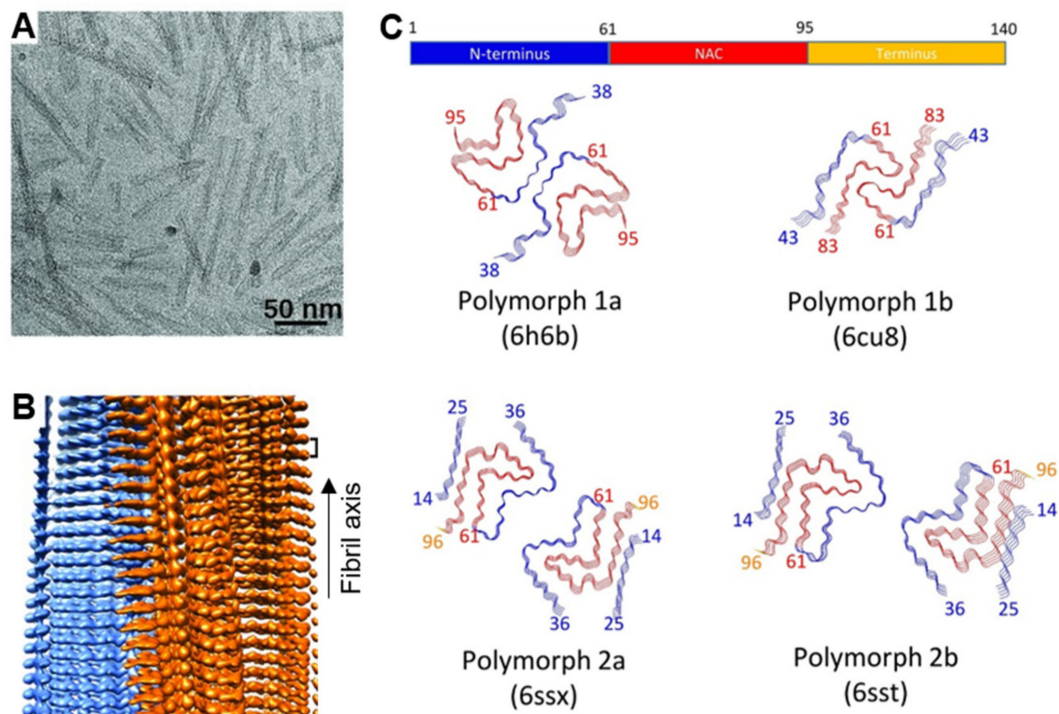 A
50 nm
B
Fibril axis
C
1 61 95 140
N-terminus NAC Terminus
38
95
61
61
95
38
Polymorph 1a
(6h6b)
83
61
43
43
83
61
Polymorph 1b
(6cu8)
25
36
14
96
61
61
96
14
36
25
Polymorph 2a
(6ssx)
25
36
14
96
61
61
96
14
36
25
Polymorph 2b
(6sst)